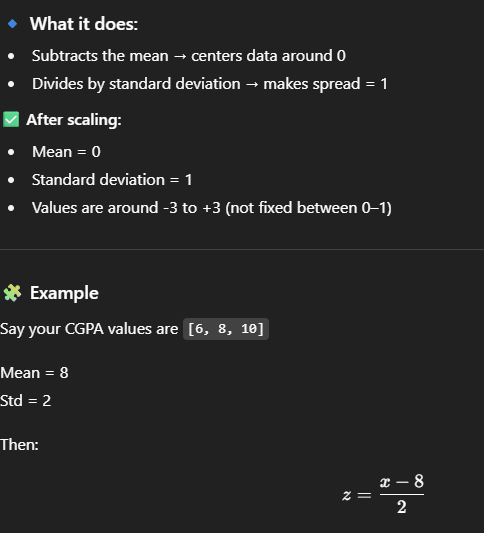 What it does:
Subtracts the mean → centers data around 0
Divides by standard deviation → makes spread = 1
After scaling:
Mean = 0
Standard deviation = 1
Values are around -3 to +3 (not fixed between 0–1)
Example
Say your CGPA values are [6, 8, 10]
Mean = 8
Std = 2
Then:
z = (x − 8) / 2